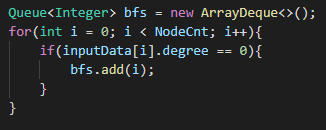 Queue<Integer> bfs = new ArrayDeque<>();
for(int i = 0; i < NodeCnt; i++){
    if(inputData[i].degree == 0){
        bfs.add(i);
    }
}